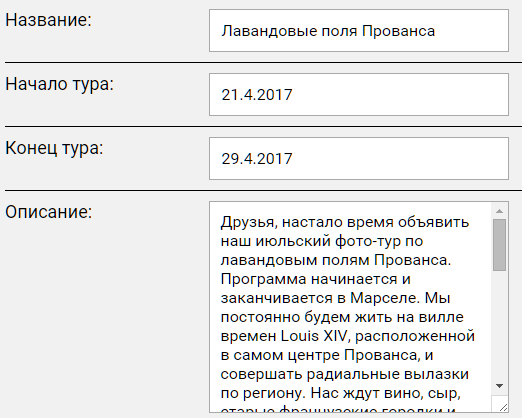 Название:
Лавандовые поля Прованса
Начало тура:
21.4.2017
Конец тура:
29.4.2017
Описание:
Друзья, настало время объявить
наш июльский фото-тур по
лавандовым полям Прованса.
Программа начинается и
заканчивается в Марселе. Мы
постоянно будем жить на вилле
времен Louis XIV, расположенной
в самом центре Прованса, и
совершать радиальные вылазки
по региону. Нас ждут вино, сыр,
старые французские городки и